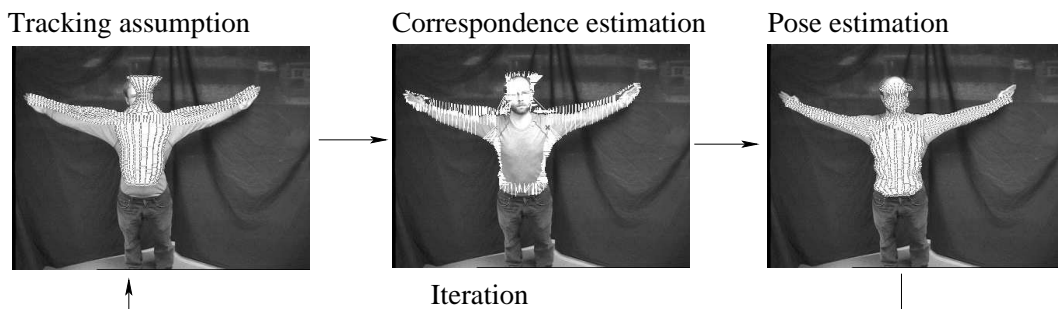 Tracking assumption
Correspondence estimation
Pose estimation
Iteration